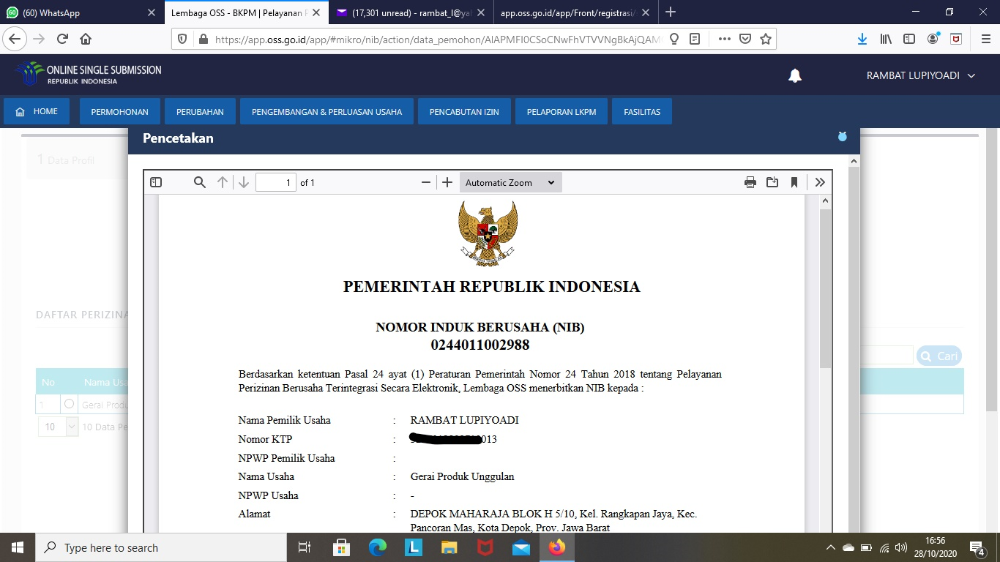 (60) WhatsApp
Lembaga OSS - BKPM | Pelayanan P
(17,301 unread) - rambat_l@ya
app.oss.go.id/app/Front/registrasi/
https://app.oss.go.id/app/#mikro/nib/action/data_pemohon/AlAPMFI0CSoCNwFhVTVVNgBkAjQAM
ONLINE SINGLE SUBMISSION
REPUBLIK INDONESIA
RAMBAT LUPIYOADI
HOME
PERMOHONAN
PERUBAHAN
PENGEMBANGAN & PERLUASAN USAHA
PENCABUTAN IZIN
PELAPORAN LKPM
FASILITAS
1 Data Profil
Pencetakan
1 of 1
Automatic Zoom
PEMERINTAH REPUBLIK INDONESIA
NOMOR INDUK BERUSAHA (NIB)
0244011002988
Berdasarkan ketentuan Pasal 24 ayat (1) Peraturan Pemerintah Nomor 24 Tahun 2018 tentang Pelayanan
Perizinan Berusaha Terintegrasi Secara Elektronik, Lembaga OSS menerbitkan NIB kepada :
Nama Pemilik Usaha : RAMBAT LUPIYOADI
Nomor KTP : 013
NPWP Pemilik Usaha :
Nama Usaha : Gerai Produk Unggulan
NPWP Usaha : -
Alamat : DEPOK MAHARAJA BLOK H 5/10, Kel. Rangkapan Jaya, Kec.
Pancoran Mas, Kota Depok, Prov. Jawa Barat
DAFTAR PERIZINA
Cari
No Nama Usa
1 Gerai Produ
10 10 Data Pe
Type here to search
L
16:56
28/10/2020
4